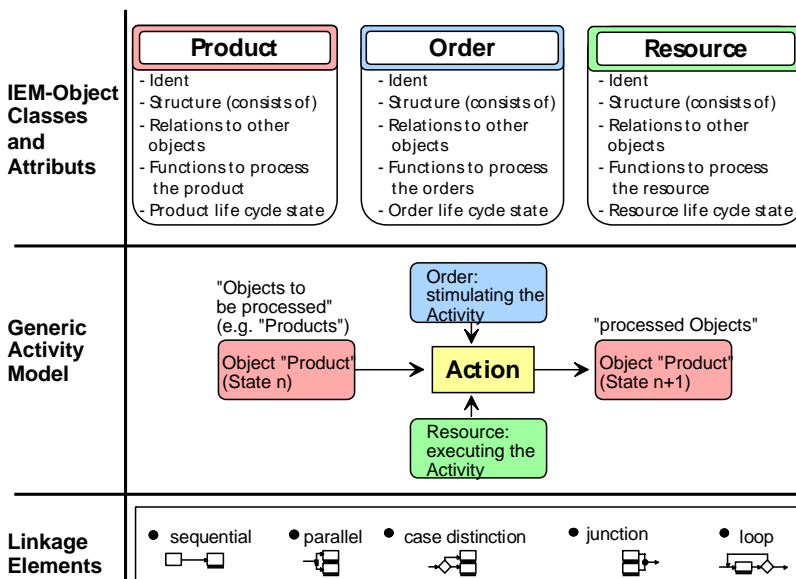 Product
Order
Resource
IEM-Object
Classes
and
Attributs
- Ident
- Structure (consists of)
- Relations to other
objects
- Functions to process
the product
- Product life cycle state
- Ident
- Structure (consists of)
- Relations to other
objects
- Functions to process
the orders
- Order life cycle state
- Ident
- Structure (consists of)
- Relations to other
objects
- Functions to process
the resource
- Resource life cycle state
Generic
Activity
Model
"Objects to
be processed"
(e.g. "Products")
Object "Product"
(State n)
Order:
stimulating the
Activity
Action
Resource:
executing the
Activity
"processed Objects"
Object "Product"
(State n+1)
Linkage
Elements
● sequential
● parallel
● case distinction
● junction
● loop